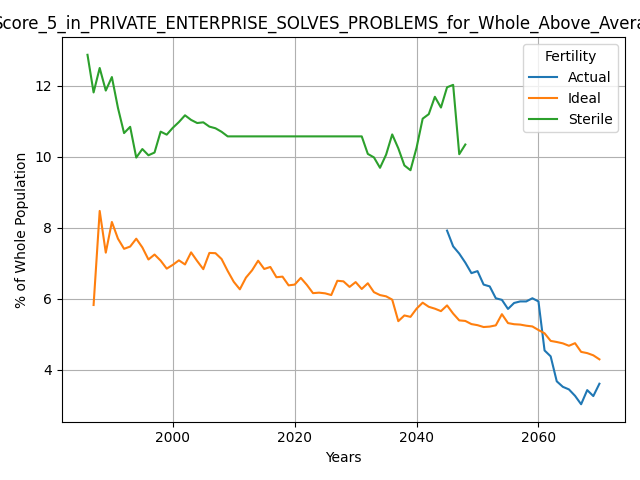 Score_5_in_PRIVATE_ENTERPRISE_SOLVES_PROBLEMS_for_Whole_Above_Avera
Fertility
Actual
Ideal
Sterile
% of Whole Population
12
10
8
6
4
2000
2020
2040
2060
Years